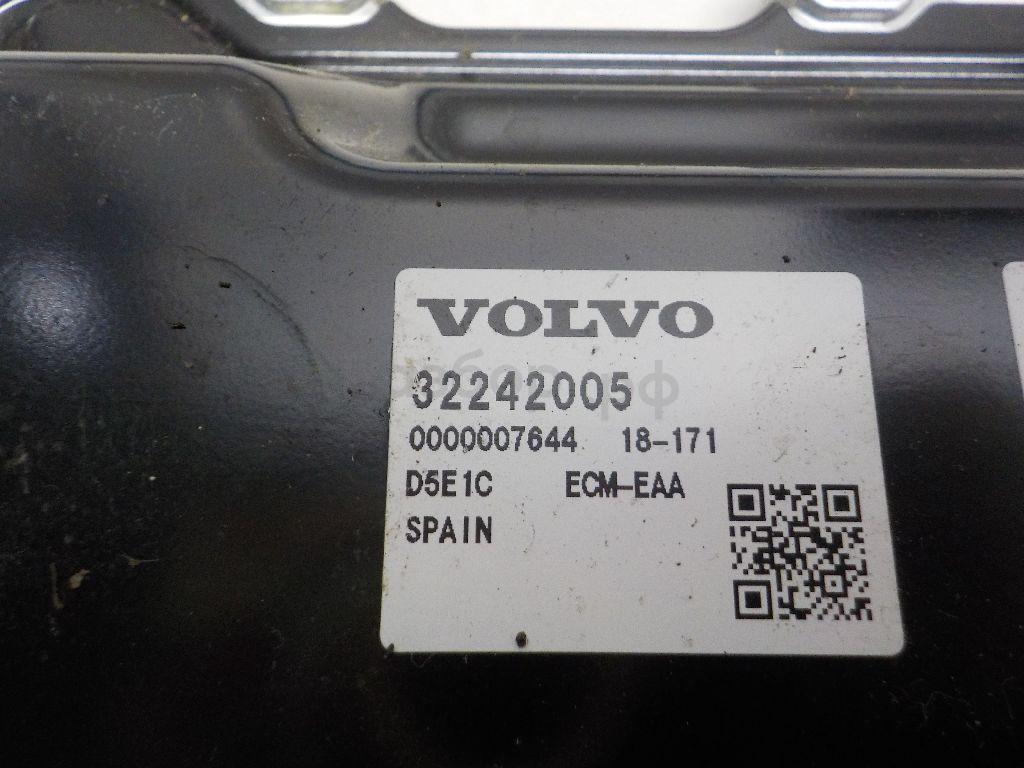 VOLVO
32242005
0000007644 18-171
D5E1C ECM-EAA
SPAIN